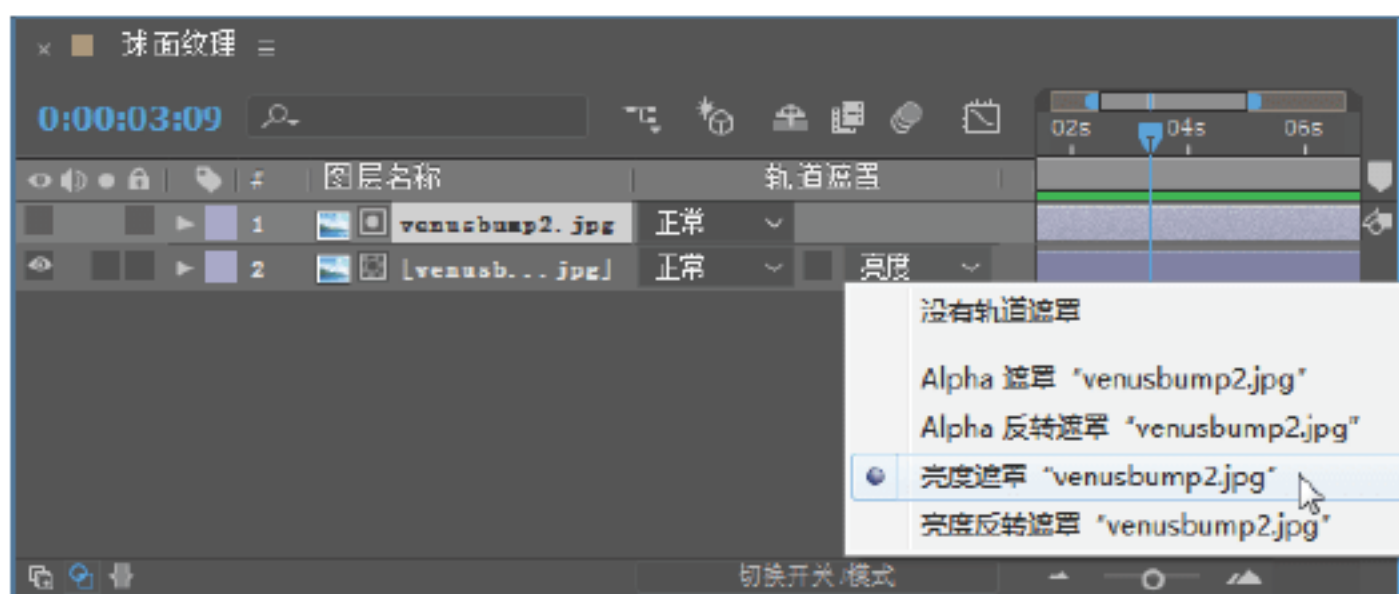 球面纹理
0:00:03:09
02s 04s 06s
# 图层名称 轨道遮罩
1 venusbump2.jpg 正常
2 [venusb...jpg] 正常 亮度
没有轨道遮罩
Alpha 遮罩 "venusbump2.jpg"
Alpha 反转遮罩 "venusbump2.jpg"
亮度遮罩 "venusbump2.jpg"
亮度反转遮罩 "venusbump2.jpg"
切换开关/模式